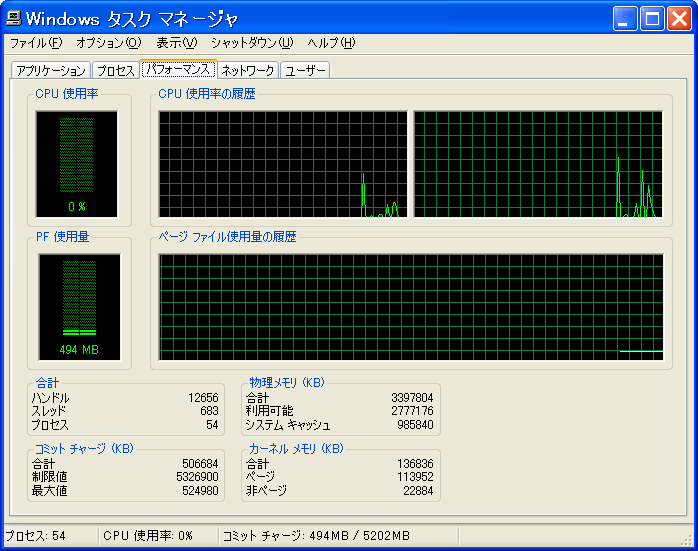 Windows タスク マネージャ
ファイル(F) オプション(O) 表示(V) シャットダウン(U) ヘルプ(H)
アプリケーション プロセス パフォーマンス ネットワーク ユーザー
CPU 使用率 CPU 使用率の履歴
0 %
PF 使用量 ページ ファイル使用量の履歴
494 MB
合計 物理メモリ (KB)
ハンドル 12656 合計 3397804
スレッド 683 利用可能 2777176
プロセス 54 システム キャッシュ 985840
コミット チャージ (KB) カーネル メモリ (KB)
合計 506684 合計 136836
制限値 5326900 ページ 113952
最大値 524980 非ページ 22884
プロセス: 54 CPU 使用率: 0% コミット チャージ: 494MB / 5202MB